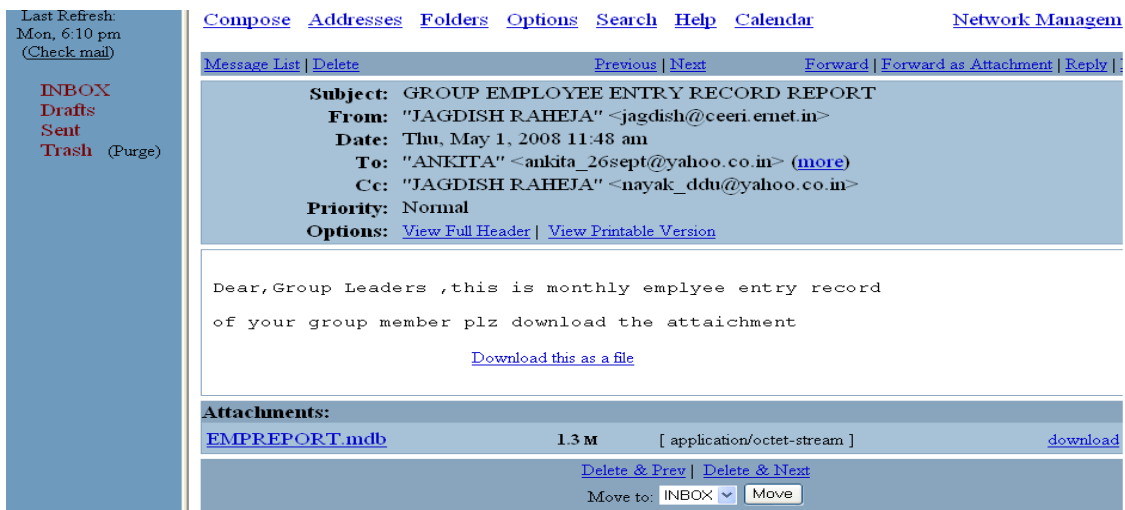 Last Refresh:
Mon, 6:10 pm
(Check mail)
INBOX
Drafts
Sent
Trash (Purge)
Compose Addresses Folders Options Search Help Calendar Network Managem
Message List | Delete Previous | Next Forward | Forward as Attachment | Reply |
Subject: GROUP EMPLOYEE ENTRY RECORD REPORT
From: "JAGDISH RAHEJA" <jagdish@ceeri.ernet.in>
Date: Thu, May 1, 2008 11:48 am
To: "ANKITA" <ankita_26sept@yahoo.co.in> (more)
Cc: "JAGDISH RAHEJA" <nayak_ddu@yahoo.co.in>
Priority: Normal
Options: View Full Header | View Printable Version
Dear,Group Leaders ,this is monthly emplyee entry record
of your group member plz download the attaichment
Download this as a file
Attachments:
EMPREPORT.mdb 1.3 M [ application/octet-stream ] download
Delete & Prev | Delete & Next
Move to: INBOX Move